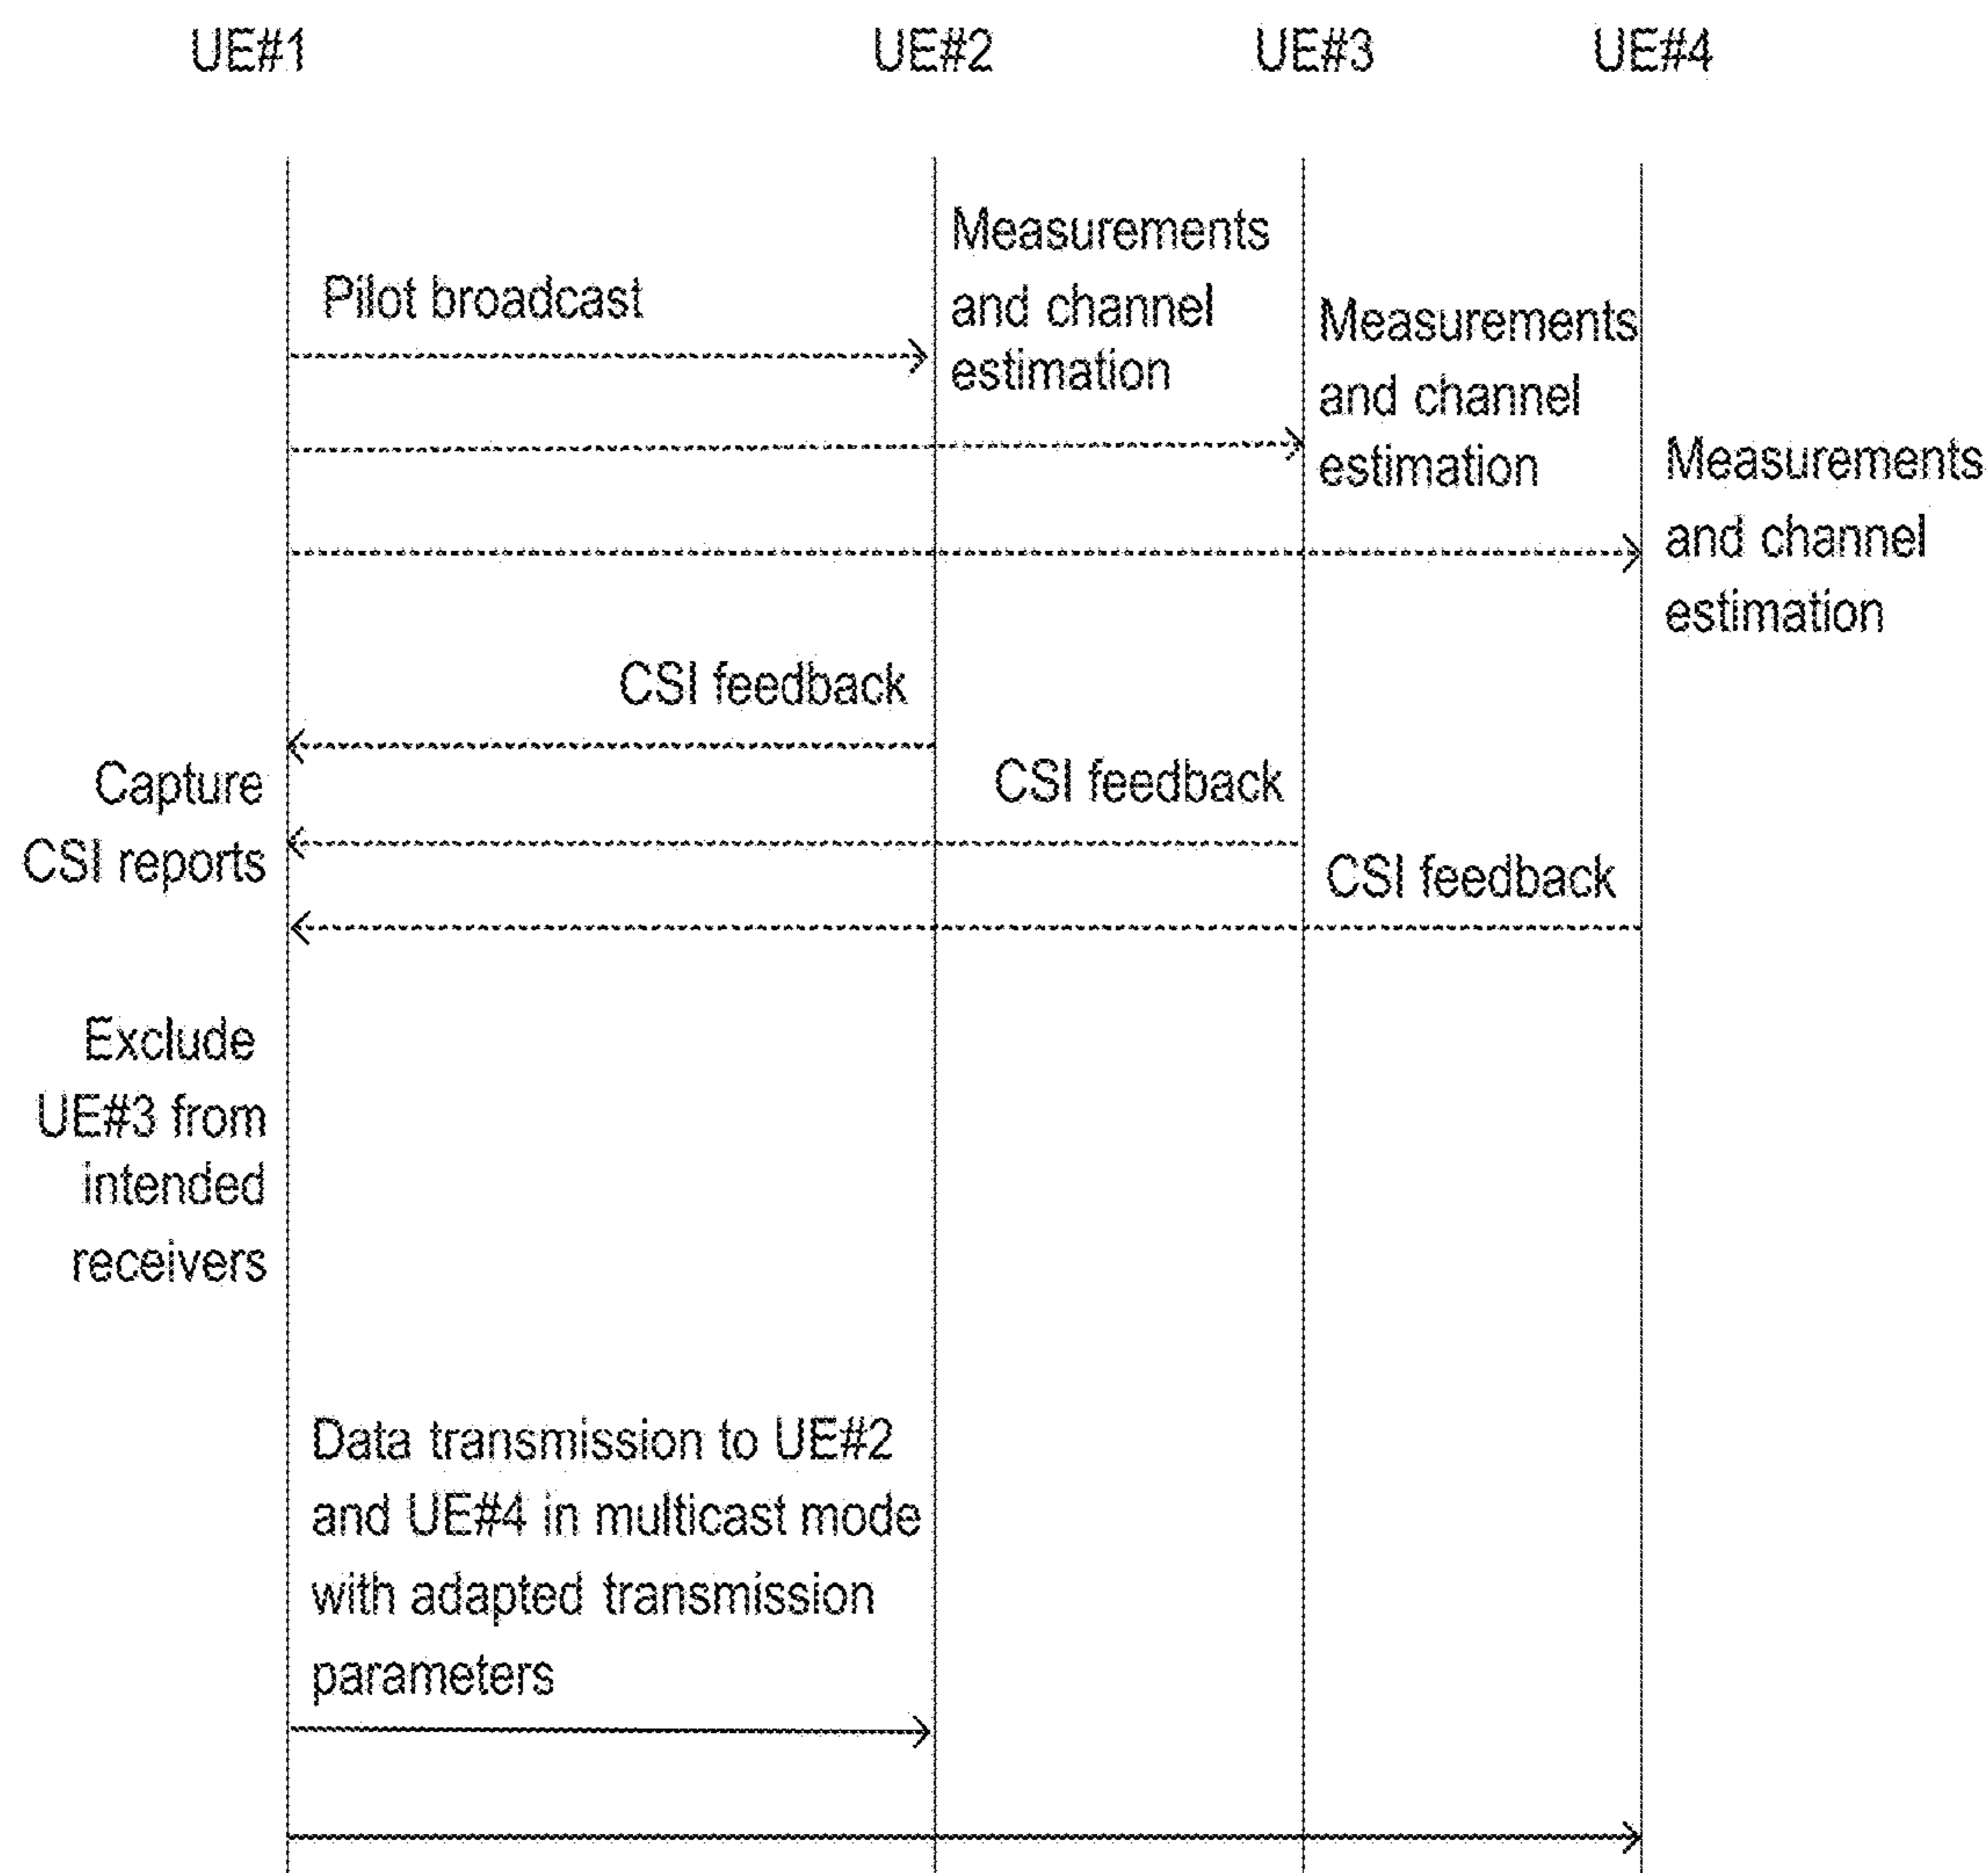 UE#1 UE#2 UE#3 UE#4
Pilot broadcast
Measurements
and channel
estimation
Measurements
and channel
estimation
Measurements
and channel
estimation
CSI feedback
CSI feedback
CSI feedback
Capture
CSI reports
Exclude
UE#3 from
intended
receivers
Data transmission to UE#2
and UE#4 in multicast mode
with adapted transmission
parameters